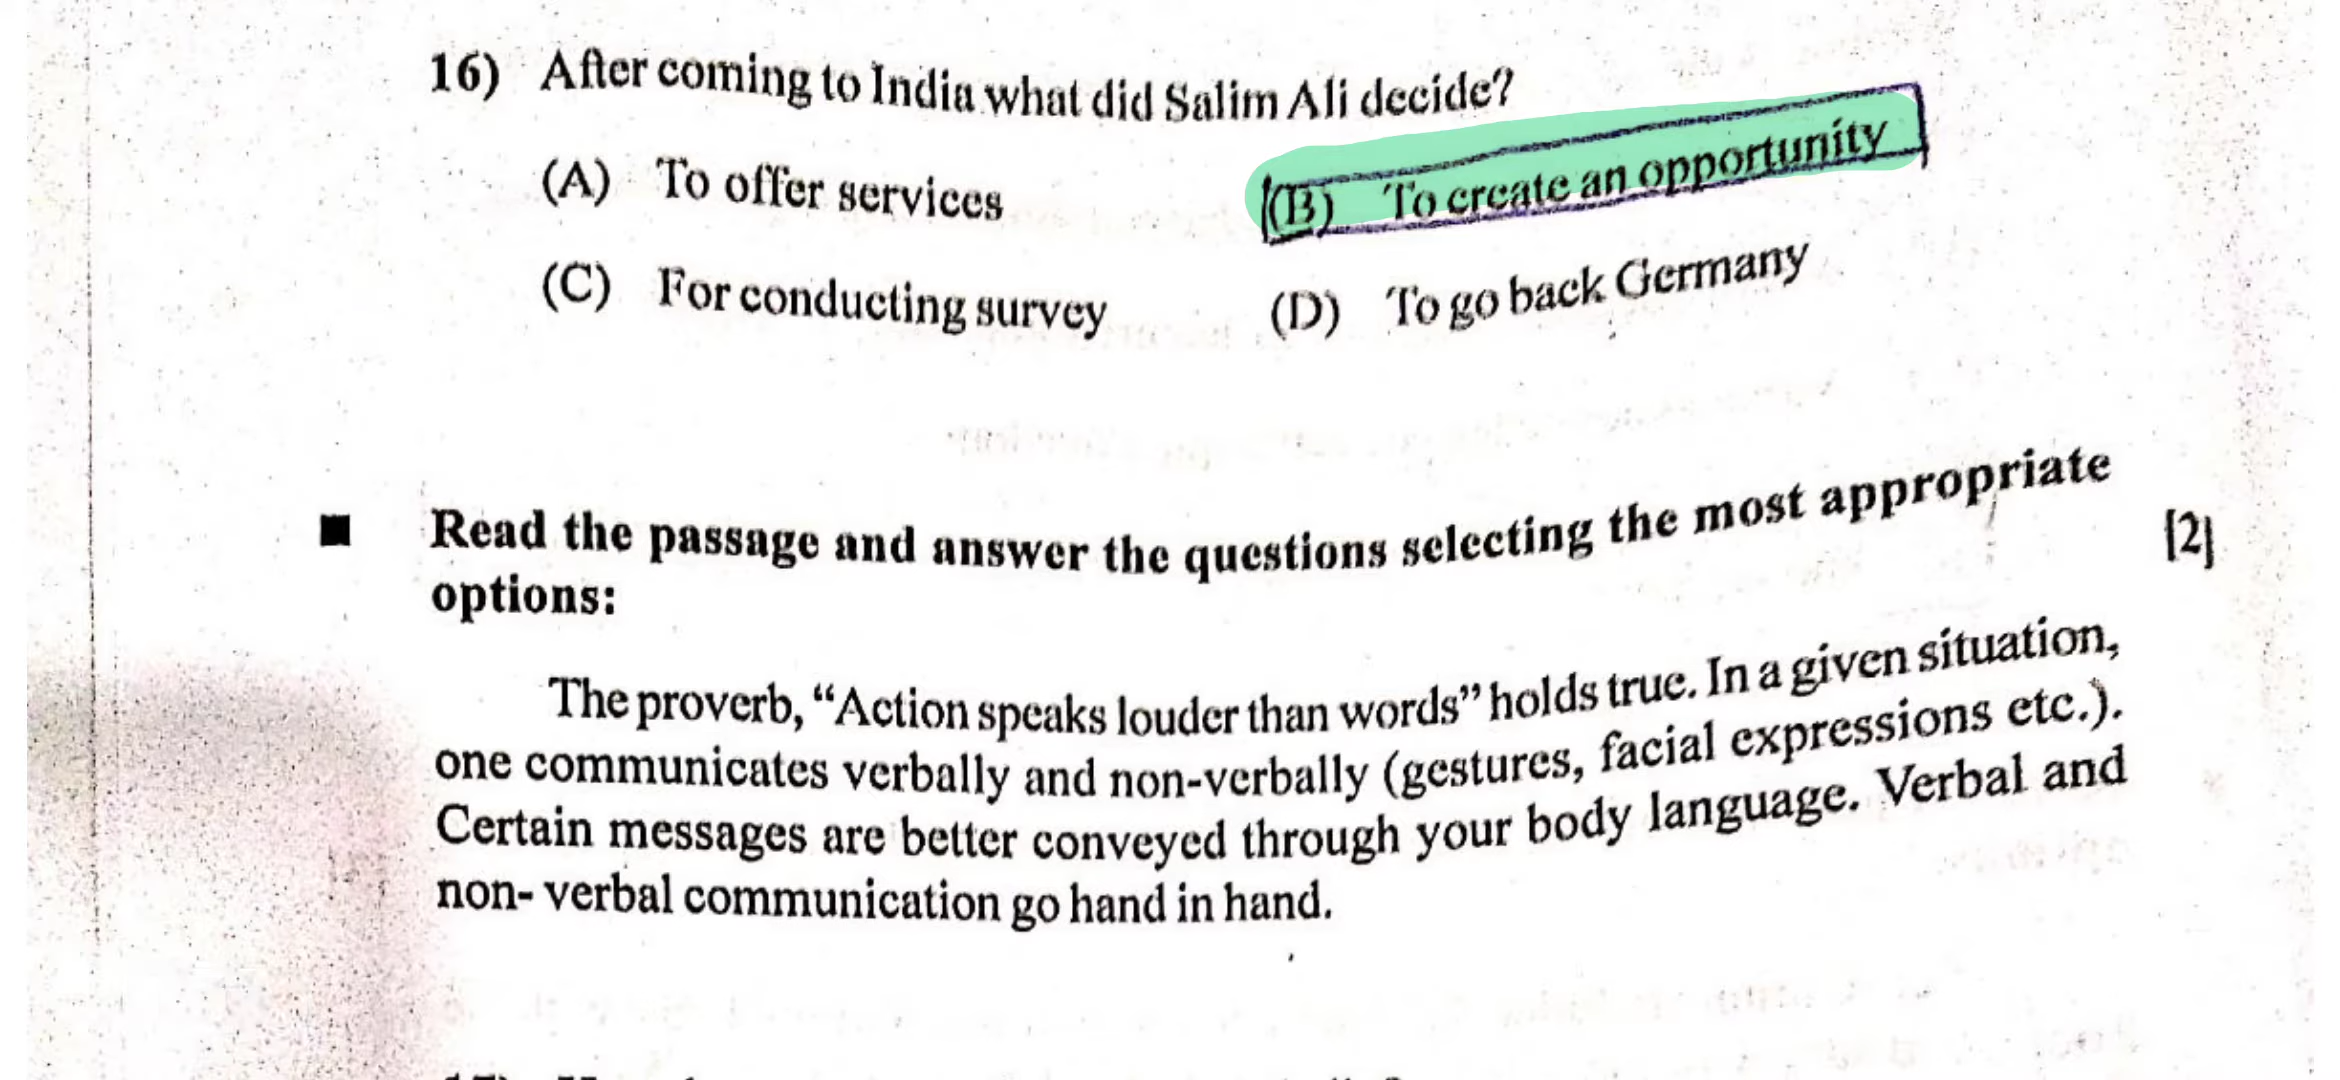 16) After coming to India what did Salim Ali decide?
(A) To offer services (B) To create an opportunity
(C) For conducting survey (D) To go back Germany
■ Read the passage and answer the questions selecting the most appropriate [2]
options:
The proverb, “Action speaks louder than words” holds true. In a given situation,
one communicates verbally and non-verbally (gestures, facial expressions etc.).
Certain messages are better conveyed through your body language. Verbal and
non- verbal communication go hand in hand.